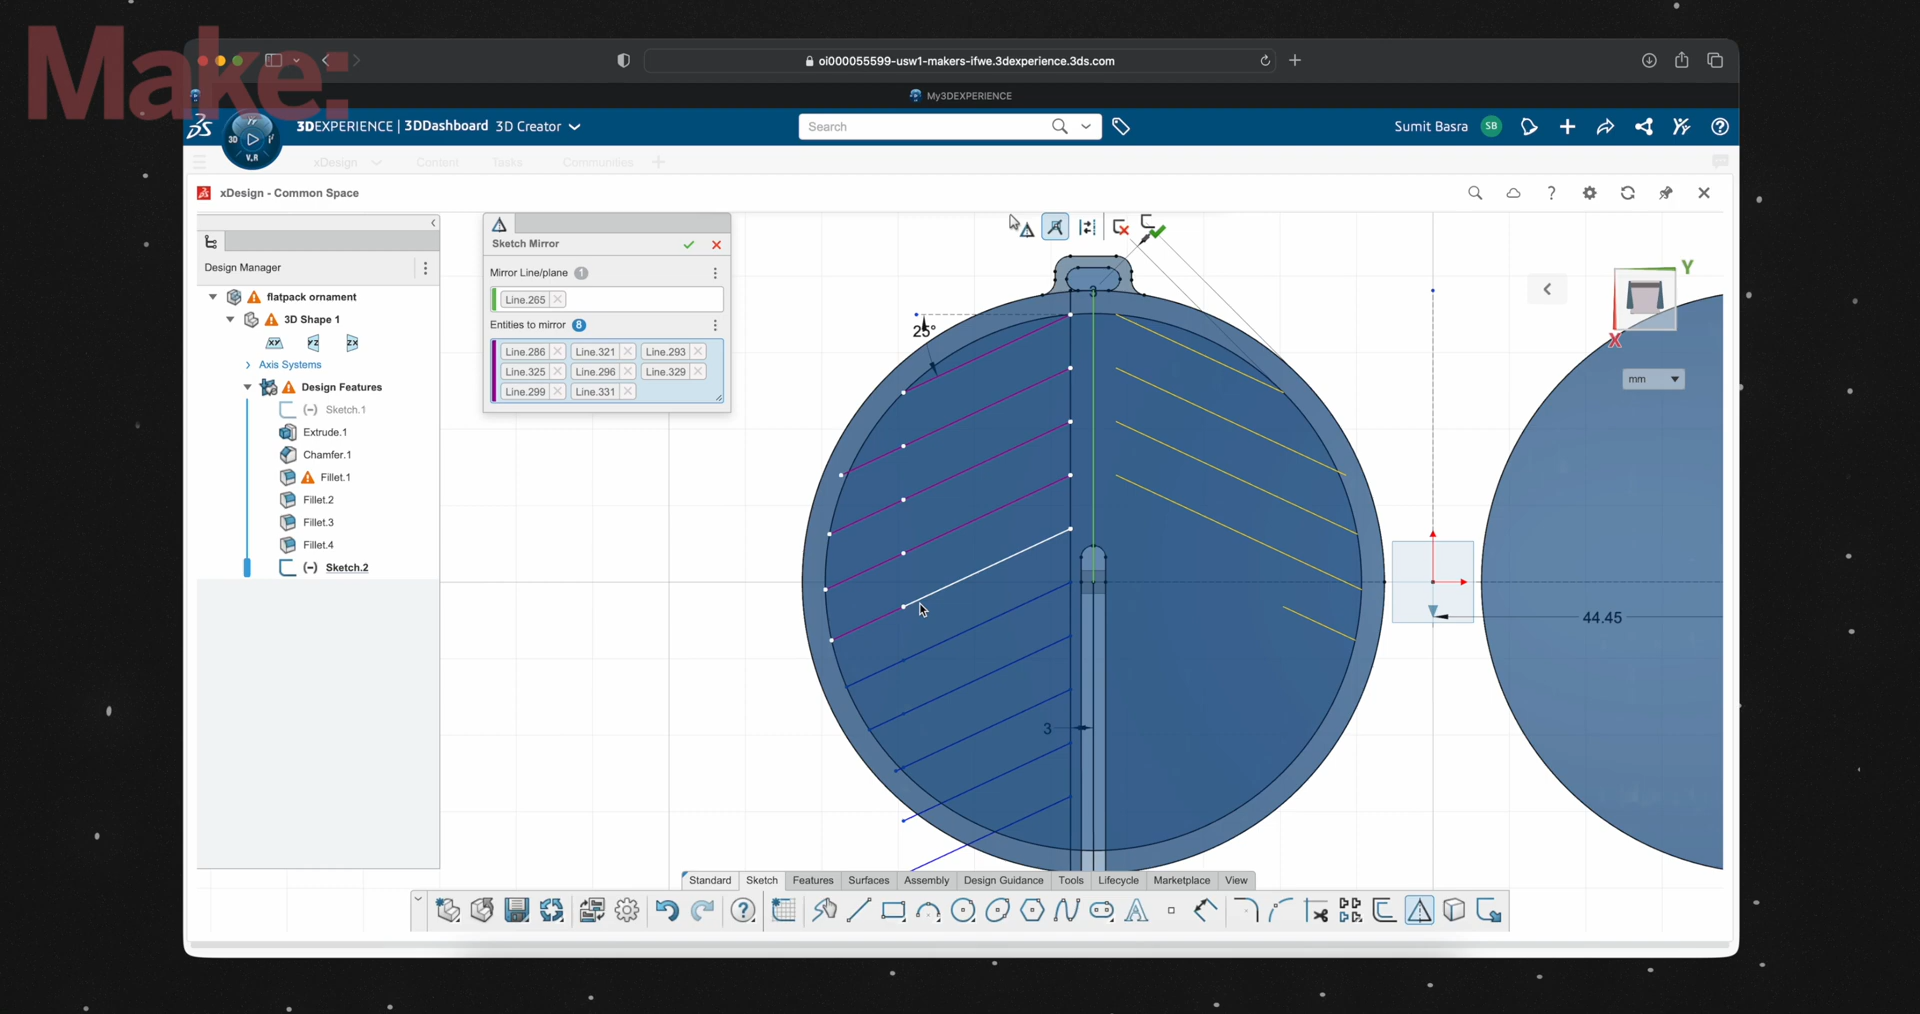 Make:
oi000055599-usw1-makers-ifwe.3dexperience.3ds.com
My3DEXPERIENCE
3D
V.R
3DEXPERIENCE | 3DDashboard 3D Creator
Search
Sumit Basra SB
xDesign Content Tasks Communities
xDesign - Common Space
Design Manager
flatpack ornament
3D Shape 1
XY YZ ZX
Axis Systems
Design Features
(-) Sketch.1
Extrude.1
Chamfer.1
Fillet.1
Fillet.2
Fillet.3
Fillet.4
(-) Sketch.2
Sketch Mirror
Mirror Line/plane 1
Line.265
Entities to mirror 8
Line.286 Line.321 Line.293
Line.325 Line.296 Line.329
Line.299 Line.331
25°
3
44.45
3
Y
X
mm
Standard Sketch Features Surfaces Assembly Design Guidance Tools Lifecycle Marketplace View